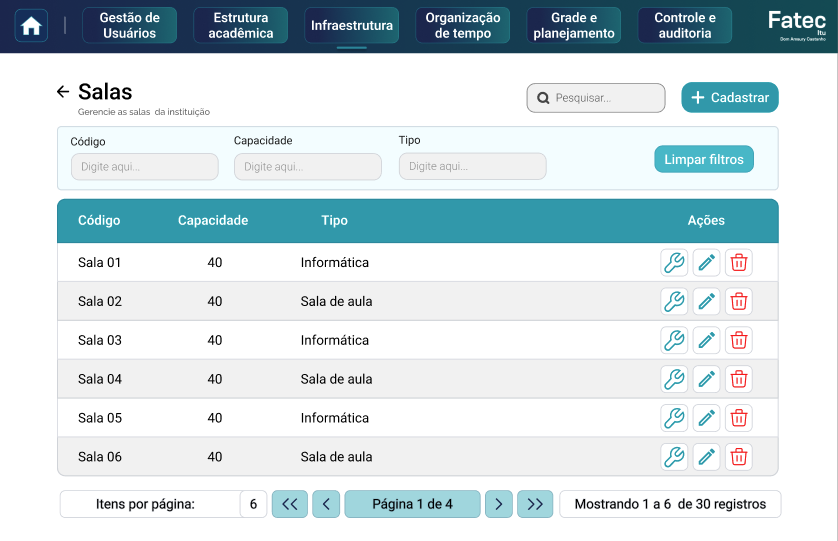 Gestão de
Usuários
Estrutura
acadêmica
Infraestrutura
Organização
de tempo
Grade e
planejamento
Controle e
auditoria
Fatec
Itu
Dom Amaury Castanho
Salas
Gerencie as salas da instituição
Pesquisar...
Cadastrar
Código
Capacidade
Tipo
Digite aqui...
Digite aqui...
Digite aqui...
Limpar filtros
Código Capacidade Tipo Ações
Sala 01 40 Informática
Sala 02 40 Sala de aula
Sala 03 40 Informática
Sala 04 40 Sala de aula
Sala 05 40 Informática
Sala 06 40 Sala de aula
Itens por página: 6 Página 1 de 4 Mostrando 1 a 6 de 30 registros